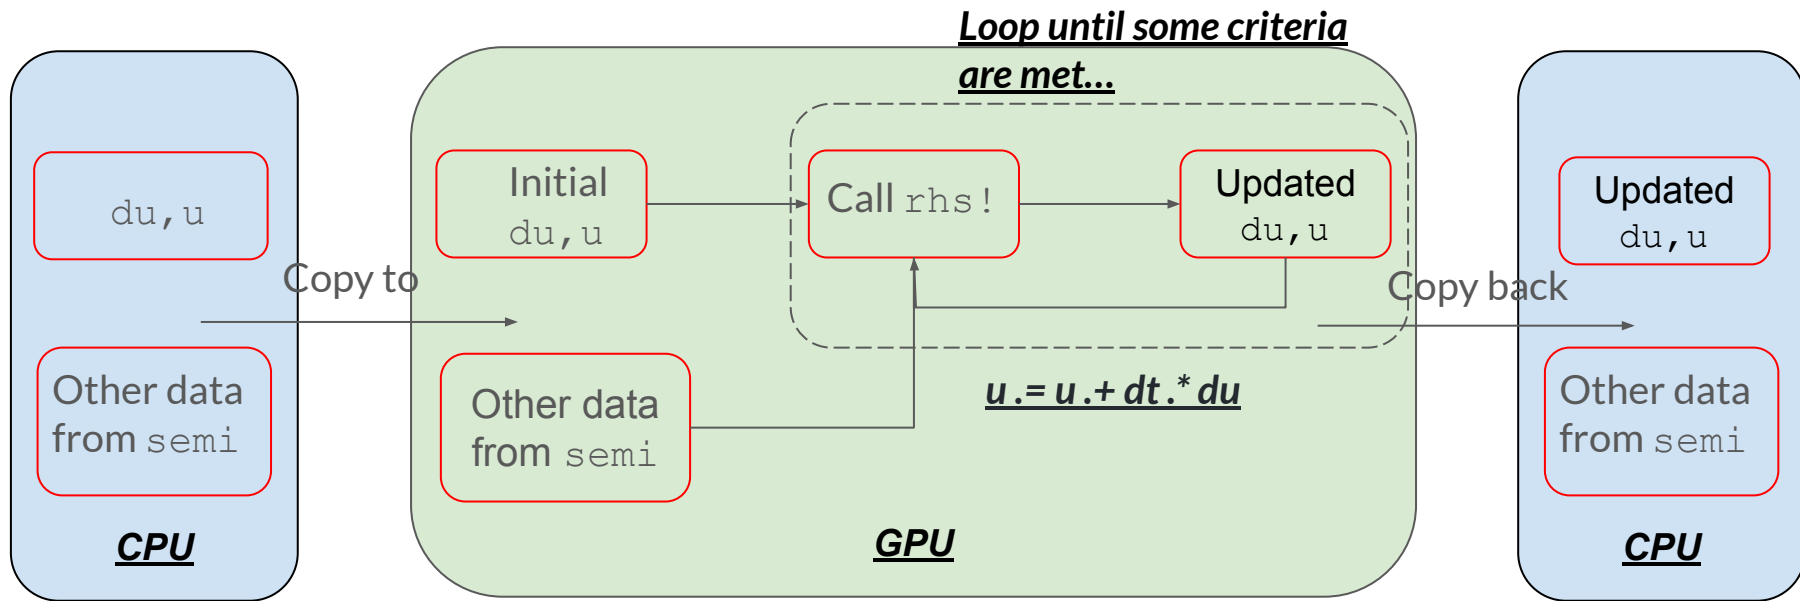 Loop until some criteria
are met...
du,u
Other data
from semi
CPU
Copy to
Initial
du,u
Call rhs!
Updated
du,u
Other data
from semi
u .= u .+ dt .* du
GPU
Copy back
Updated
du,u
Other data
from semi
CPU